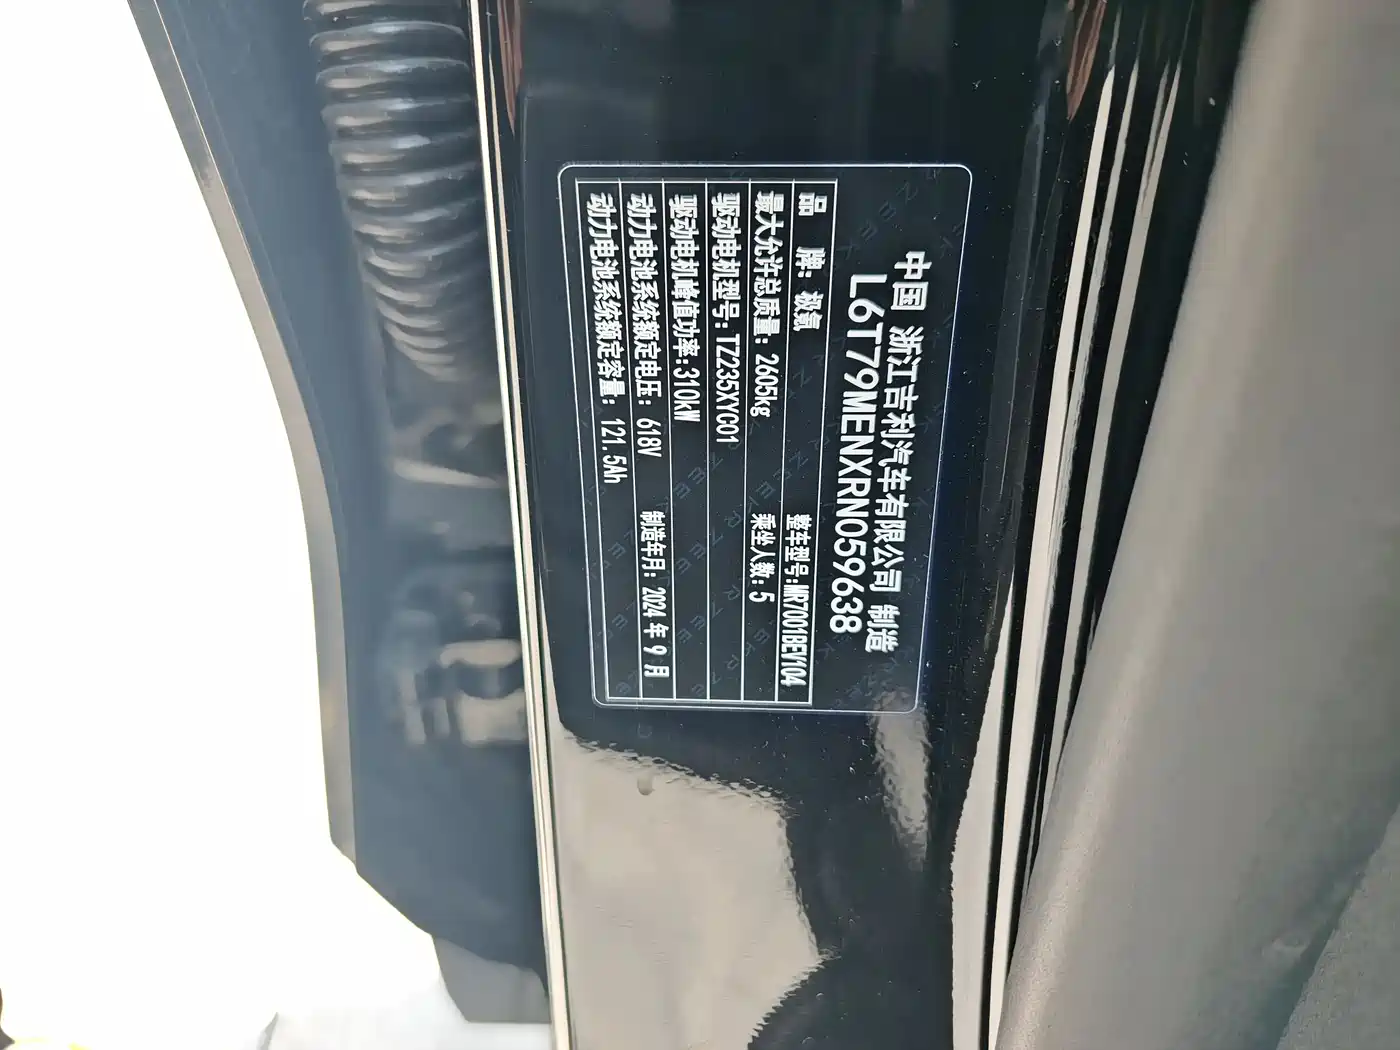 中国 浙江吉利汽车有限公司 制造
L6T79MENXRN059638
品 牌: 极氪 整车型号:MR7001BEV104
最大允许总质量: 2605kg 乘坐人数: 5
驱动电机型号:TZ235XYC01
驱动电机峰值功率:310kW
动力电池系统额定电压: 618V 制造年月: 2024 年 9 月
动力电池系统额定容量: 121.5Ah